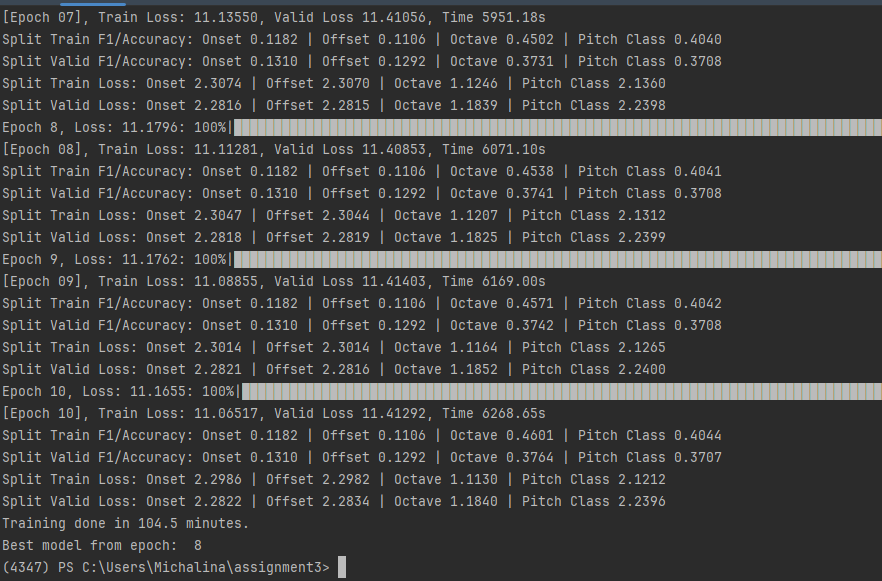 [Epoch 07], Train Loss: 11.13550, Valid Loss 11.41056, Time 5951.18s
Split Train F1/Accuracy: Onset 0.1182 | Offset 0.1106 | Octave 0.4502 | Pitch Class 0.4040
Split Valid F1/Accuracy: Onset 0.1310 | Offset 0.1292 | Octave 0.3731 | Pitch Class 0.3708
Split Train Loss: Onset 2.3074 | Offset 2.3070 | Octave 1.1246 | Pitch Class 2.1360
Split Valid Loss: Onset 2.2816 | Offset 2.2815 | Octave 1.1839 | Pitch Class 2.2398
Epoch 8, Loss: 11.1796: 100%|
[Epoch 08], Train Loss: 11.11281, Valid Loss 11.40853, Time 6071.10s
Split Train F1/Accuracy: Onset 0.1182 | Offset 0.1106 | Octave 0.4538 | Pitch Class 0.4041
Split Valid F1/Accuracy: Onset 0.1310 | Offset 0.1292 | Octave 0.3741 | Pitch Class 0.3708
Split Train Loss: Onset 2.3047 | Offset 2.3044 | Octave 1.1207 | Pitch Class 2.1312
Split Valid Loss: Onset 2.2818 | Offset 2.2819 | Octave 1.1825 | Pitch Class 2.2399
Epoch 9, Loss: 11.1762: 100%|
[Epoch 09], Train Loss: 11.08855, Valid Loss 11.41403, Time 6169.00s
Split Train F1/Accuracy: Onset 0.1182 | Offset 0.1106 | Octave 0.4571 | Pitch Class 0.4042
Split Valid F1/Accuracy: Onset 0.1310 | Offset 0.1292 | Octave 0.3742 | Pitch Class 0.3708
Split Train Loss: Onset 2.3014 | Offset 2.3014 | Octave 1.1164 | Pitch Class 2.1265
Split Valid Loss: Onset 2.2821 | Offset 2.2816 | Octave 1.1852 | Pitch Class 2.2400
Epoch 10, Loss: 11.1655: 100%|
[Epoch 10], Train Loss: 11.06517, Valid Loss 11.41292, Time 6268.65s
Split Train F1/Accuracy: Onset 0.1182 | Offset 0.1106 | Octave 0.4601 | Pitch Class 0.4044
Split Valid F1/Accuracy: Onset 0.1310 | Offset 0.1292 | Octave 0.3764 | Pitch Class 0.3707
Split Train Loss: Onset 2.2986 | Offset 2.2982 | Octave 1.1130 | Pitch Class 2.1212
Split Valid Loss: Onset 2.2822 | Offset 2.2834 | Octave 1.1840 | Pitch Class 2.2396
Training done in 104.5 minutes.
Best model from epoch:  8
(4347) PS C:\Users\Michalina\assignment3>